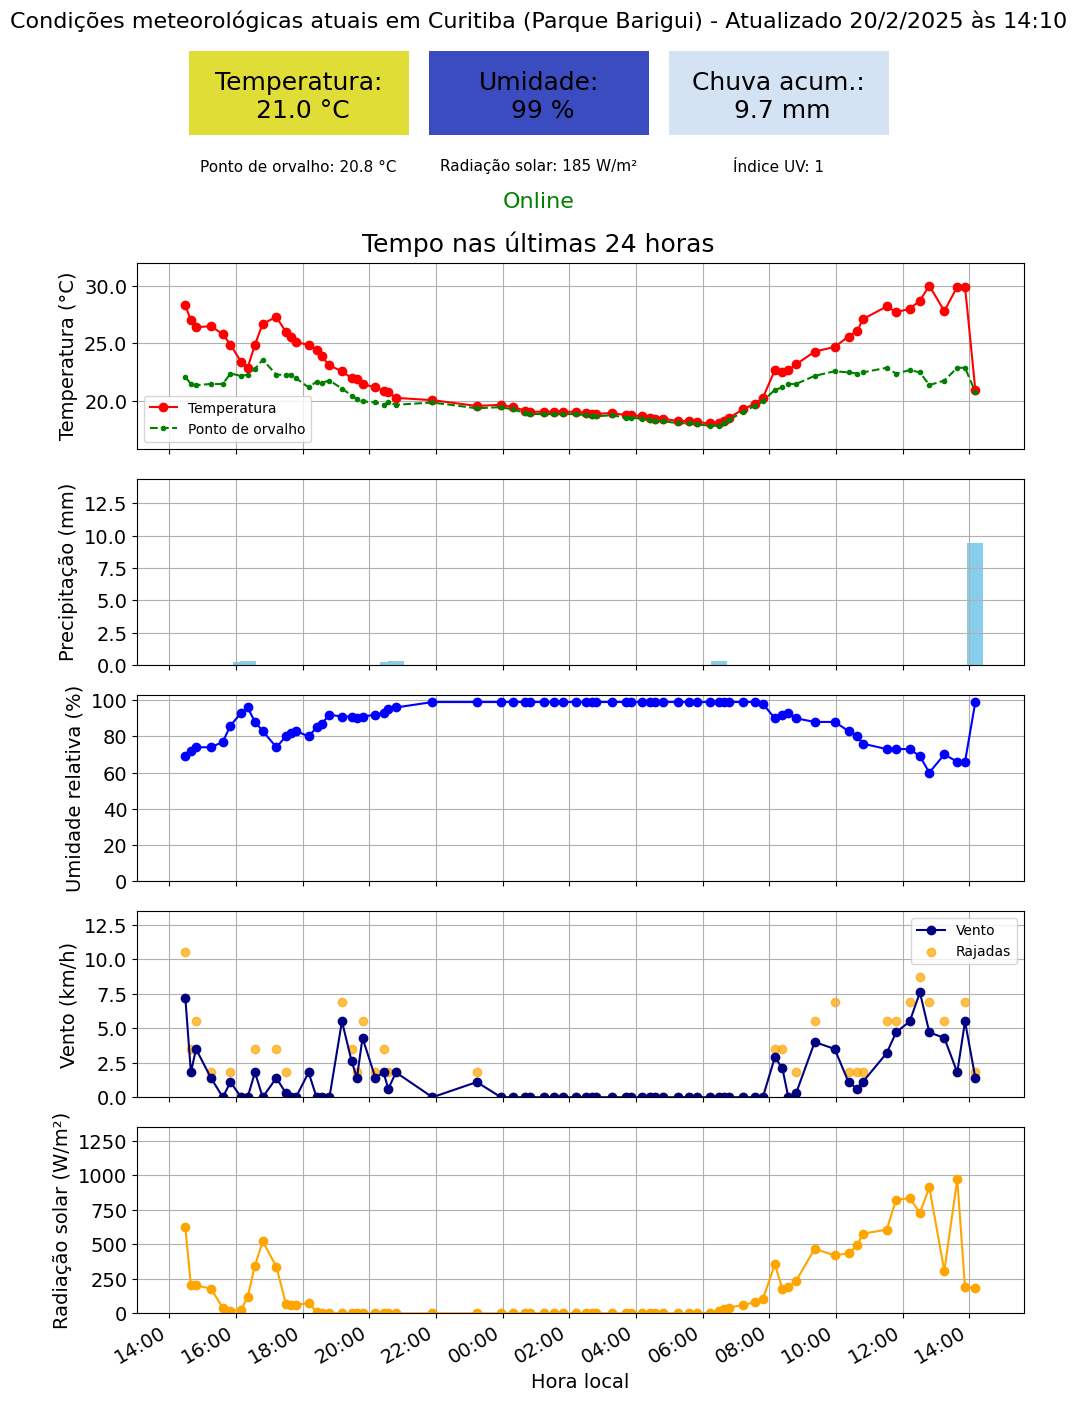 Condições meteorológicas atuais em Curitiba (Parque Barigui) - Atualizado 20/2/2025 às 14:10
Temperatura:
21.0 °C
Umidade:
99 %
Chuva acum.:
9.7 mm
Ponto de orvalho: 20.8 °C
Radiação solar: 185 W/m²
Índice UV: 1
Online
Tempo nas últimas 24 horas
Temperatura (°C)
30.0
25.0
20.0
Temperatura
Ponto de orvalho
Precipitação (mm)
12.5
10.0
7.5
5.0
2.5
0.0
Umidade relativa (%)
100
80
60
40
20
0
Vento (km/h)
12.5
10.0
7.5
5.0
2.5
0.0
Vento
Rajadas
Radiação solar (W/m²)
1250
1000
750
500
250
0
14:00
16:00
18:00
20:00
22:00
00:00
02:00
04:00
06:00
08:00
10:00
12:00
14:00
Hora local